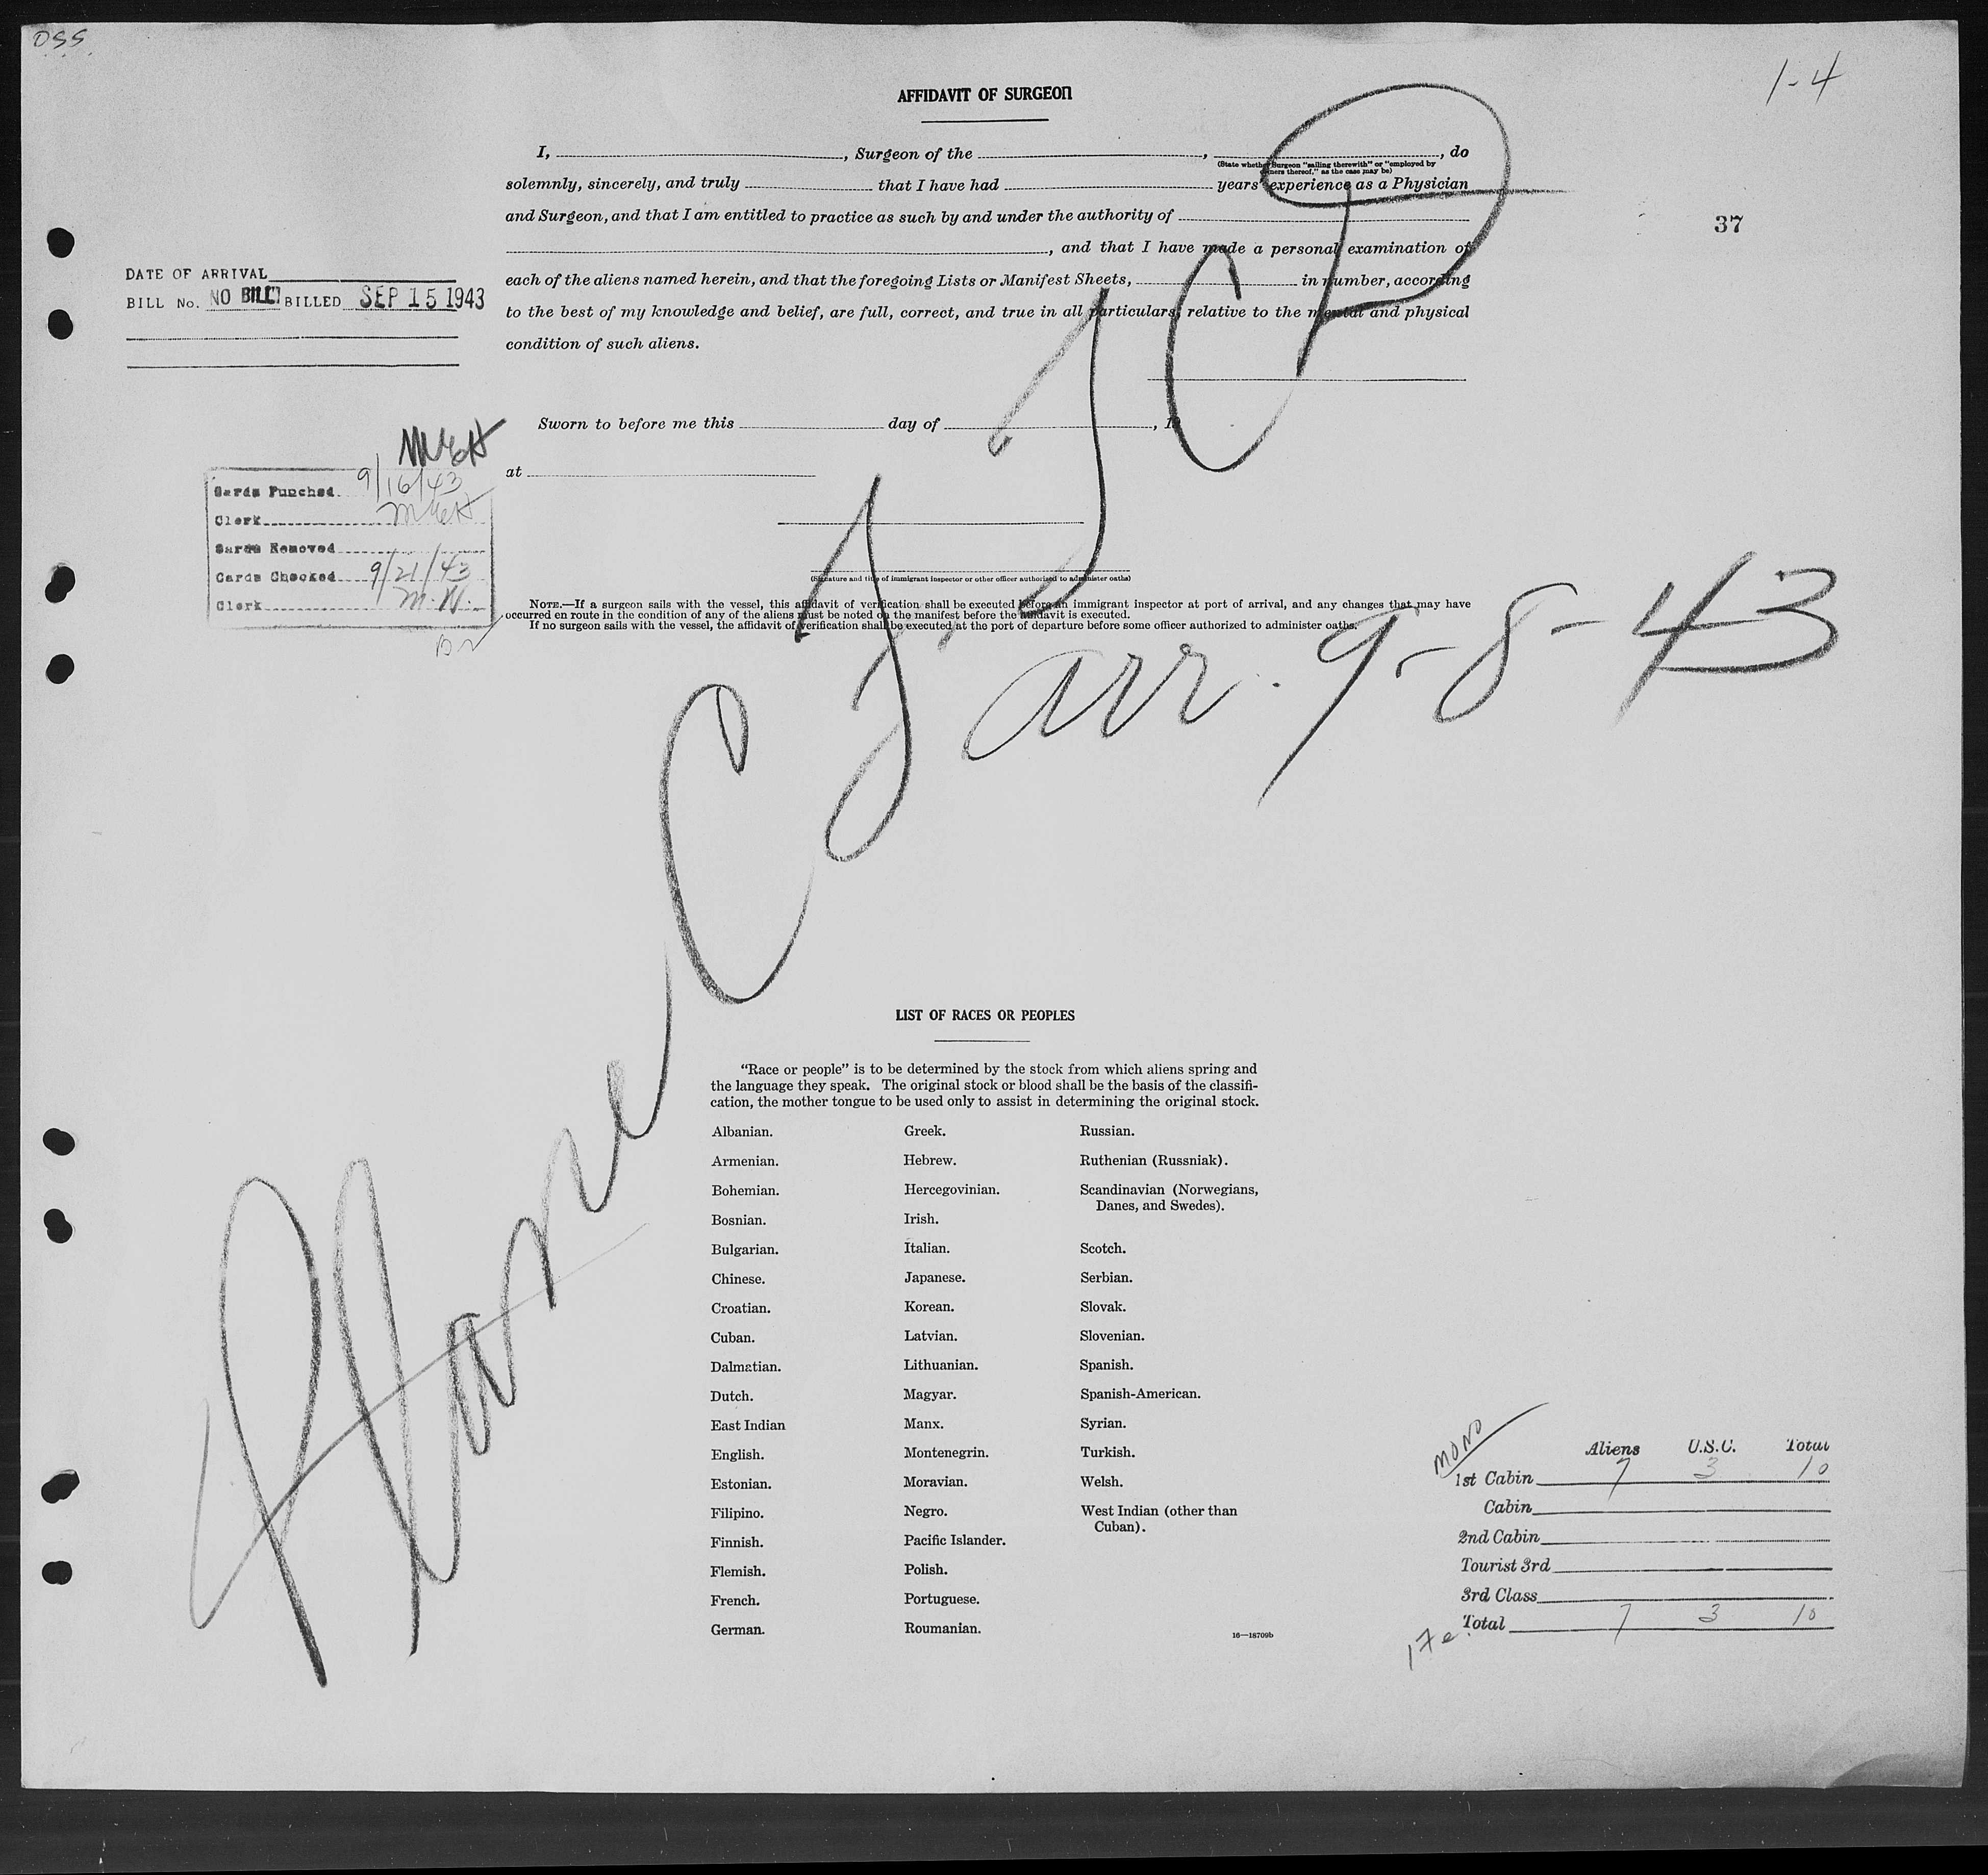 OSS.
1-4
AFFIDAVIT OF SURGEON
I, ____, Surgeon of the ____, ____, do
(State whether Surgeon "sailing therewith" or "employed by
owners thereof," as the case may be)
solemnly, sincerely, and truly ____ that I have had ____ years' experience as a Physician
and Surgeon, and that I am entitled to practice as such by and under the authority of ____
____, and that I have made a personal examination of
each of the aliens named herein, and that the foregoing Lists or Manifest Sheets, ____ in number, according
to the best of my knowledge and belief, are full, correct, and true in all particulars, relative to the mental and physical
condition of such aliens.
37
DATE OF ARRIVAL
BILL No. NO BILL BILLED SEP 15 1943
Sworn to before me this ____ day of ____, 1
at
Cards Punched. 9/16/43
Clerk
Cards Removed
Cards Checked 9/21/43
Clerk M.W.
(Signature and title of immigrant inspector or other officer authorized to administer oaths)
NOTE.—If a surgeon sails with the vessel, this affidavit of verification shall be executed before an immigrant inspector at port of arrival, and any changes that may have
occurred en route in the condition of any of the aliens must be noted on the manifest before the affidavit is executed.
If no surgeon sails with the vessel, the affidavit of verification shall be executed at the port of departure before some officer authorized to administer oaths.
Plane
arr. 9-8-43
LIST OF RACES OR PEOPLES
"Race or people" is to be determined by the stock from which aliens spring and
the language they speak. The original stock or blood shall be the basis of the classifi-
cation, the mother tongue to be used only to assist in determining the original stock.
Albanian.
Armenian.
Bohemian.
Bosnian.
Bulgarian.
Chinese.
Croatian.
Cuban.
Dalmatian.
Dutch.
East Indian
English.
Estonian.
Filipino.
Finnish.
Flemish.
French.
German.
Greek.
Hebrew.
Hercegovinian.
Irish.
Italian.
Japanese.
Korean.
Latvian.
Lithuanian.
Magyar.
Manx.
Montenegrin.
Moravian.
Negro.
Pacific Islander.
Polish.
Portuguese.
Roumanian.
Russian.
Ruthenian (Russniak).
Scandinavian (Norwegians,
Danes, and Swedes).
Scotch.
Serbian.
Slovak.
Slovenian.
Spanish.
Spanish-American.
Syrian.
Turkish.
Welsh.
West Indian (other than
Cuban).
16—18709b
MONO
Aliens U.S.C. Total
1st Cabin 7 3 10
Cabin
2nd Cabin
Tourist 3rd
3rd Class
Total 7 3 10